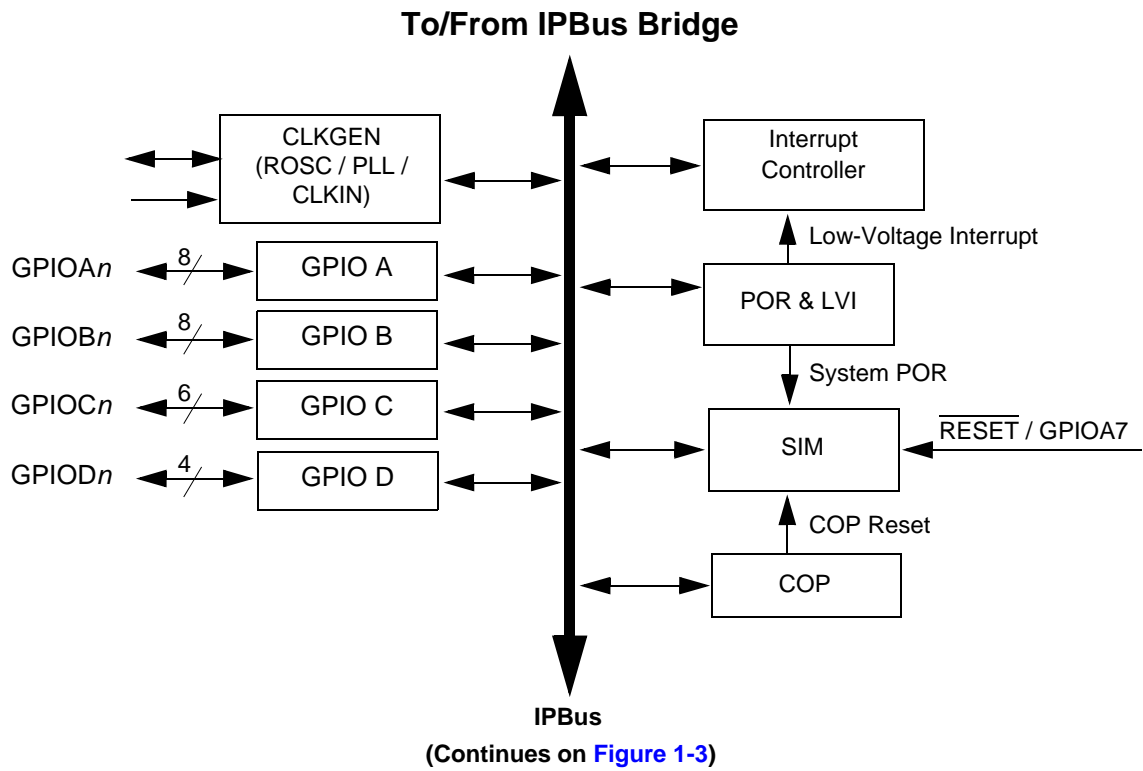 To/From IPBus Bridge
CLKGEN
(ROSC / PLL /
CLKIN)
Interrupt
Controller
Low-Voltage Interrupt
GPIOAn
8
GPIO A
POR & LVI
GPIOBn
8
GPIO B
System POR
GPIOCn
6
GPIO C
SIM
RESET / GPIOA7
GPIODn
4
GPIO D
COP Reset
COP
IPBus
(Continues on Figure 1-3)